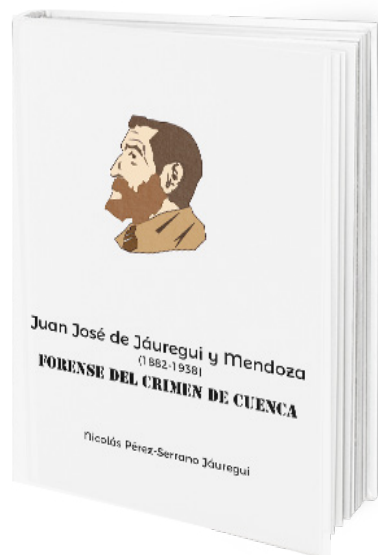 Juan José de Jáuregui y Mendoza
(1882-1938)
FORENSE DEL CRIMEN DE CUENCA
Nicolás Pérez-Serrano Jáuregui